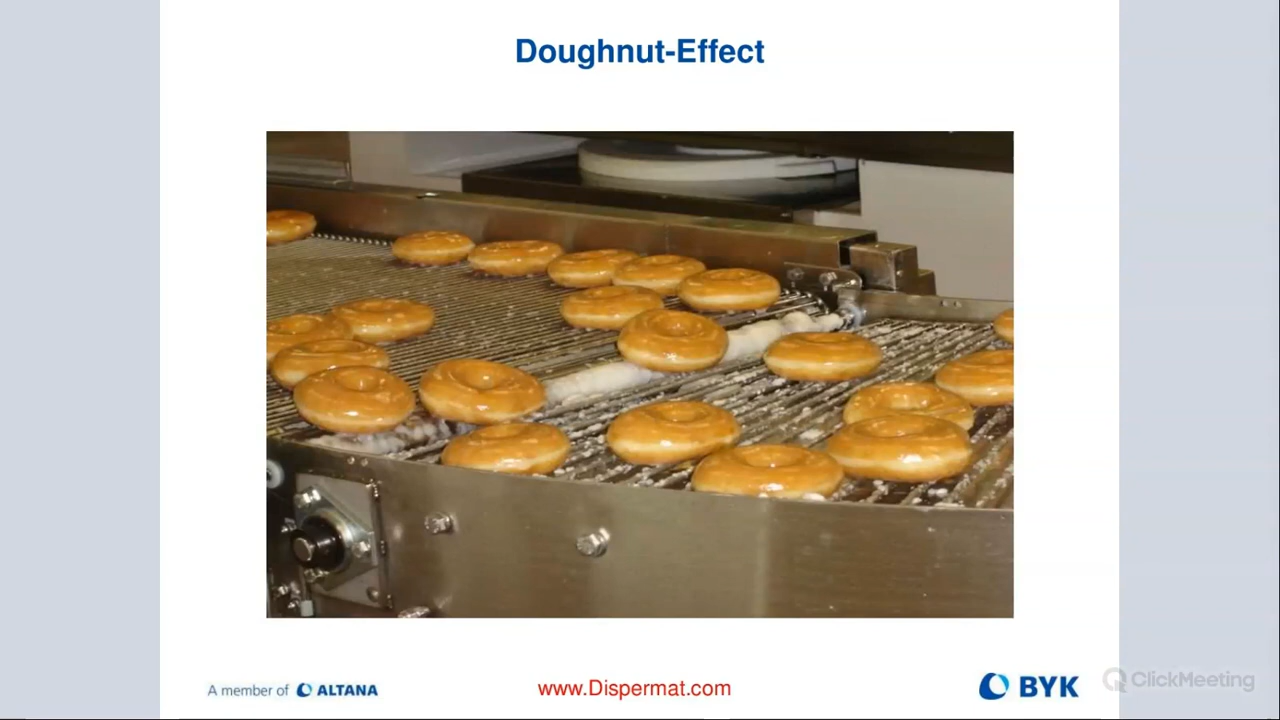 Doughnut-Effect
A member of ALTANA
www.Dispermat.com
BYK
ClickMeeting